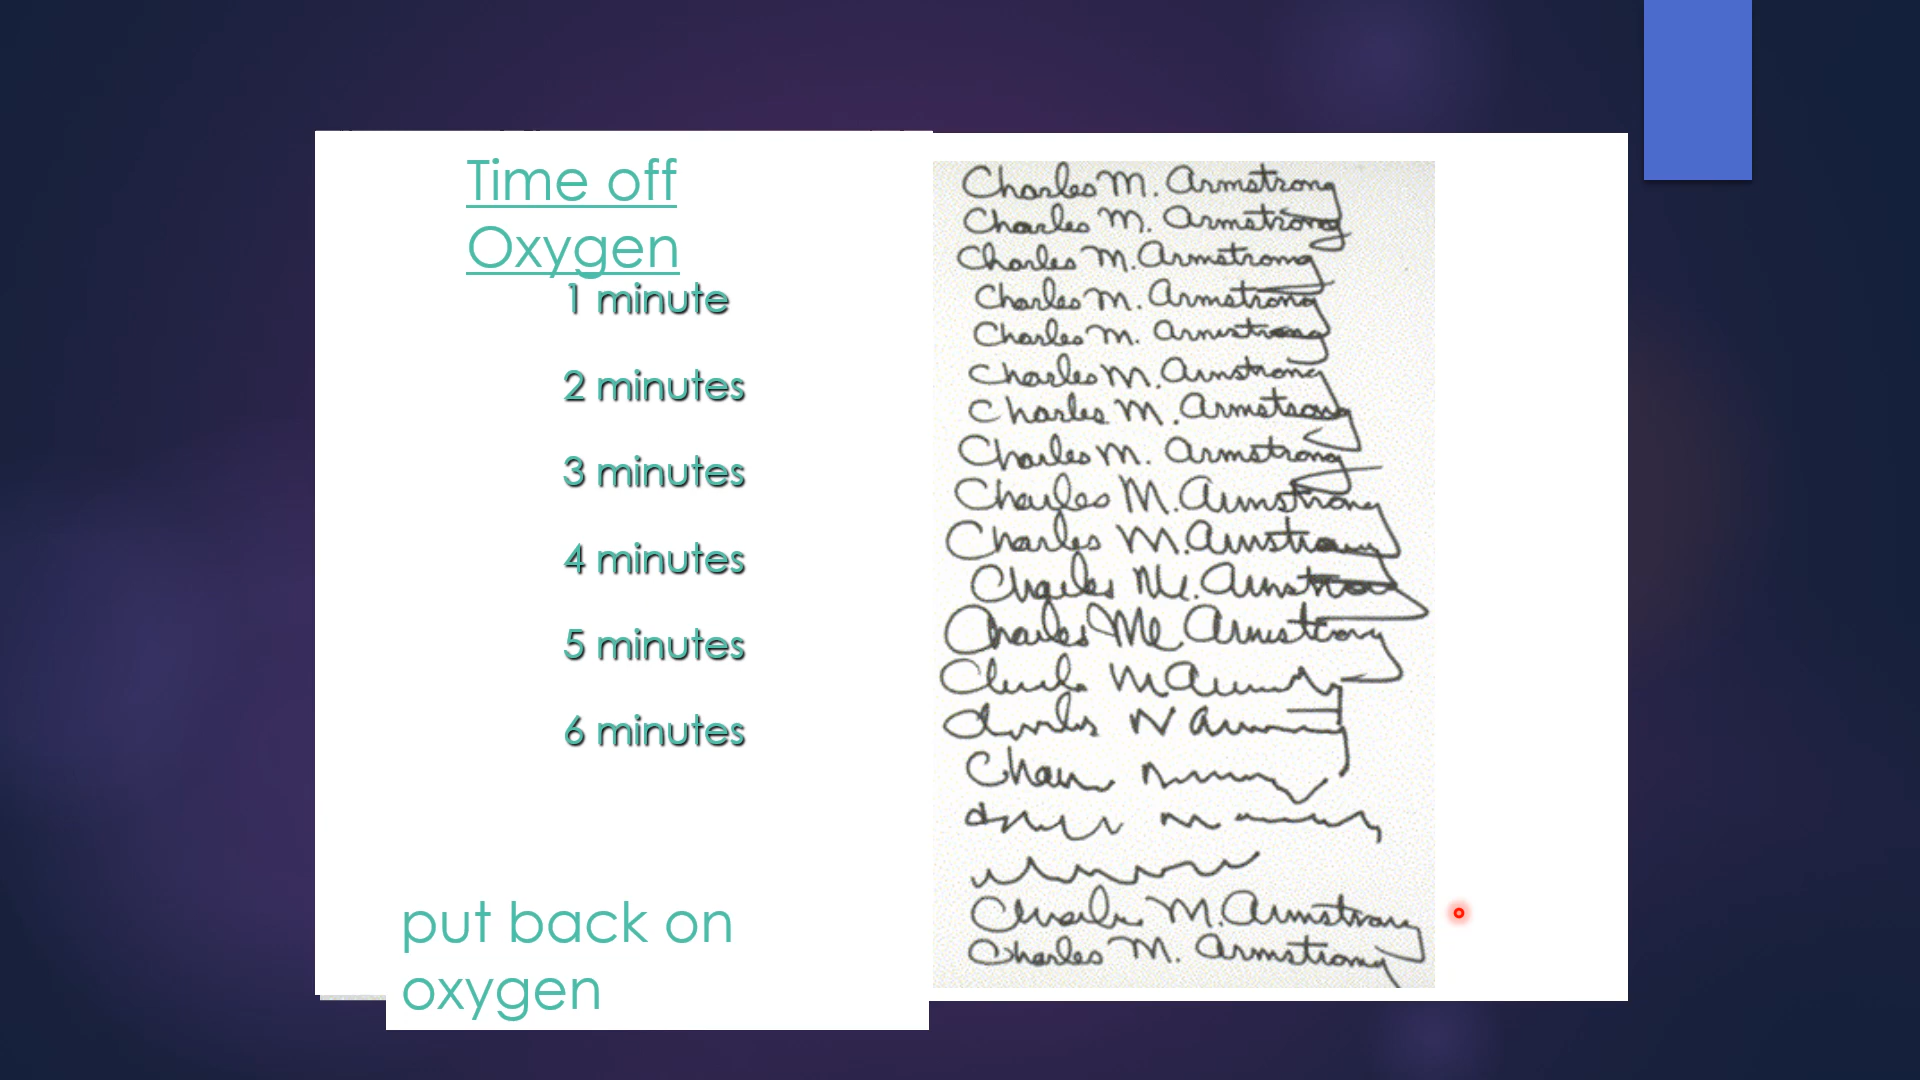 Time off
Oxygen
1 minute
2 minutes
3 minutes
4 minutes
5 minutes
6 minutes
put back on
oxygen
Charles M. Armstrong
Charles M. Armstrong
Charles M. Armstrong
Charles M. Armstrong
Charles M. Armstrong
Charles M. Armstrong
Charles M. Armstrong
Charles M. Armstrong
Charles M. Armstrong
Charles M. Armstrong
Charles M. Armstrong
Charles M. Armstrong
Charles M. Armstrong
Charles M. Armstrong